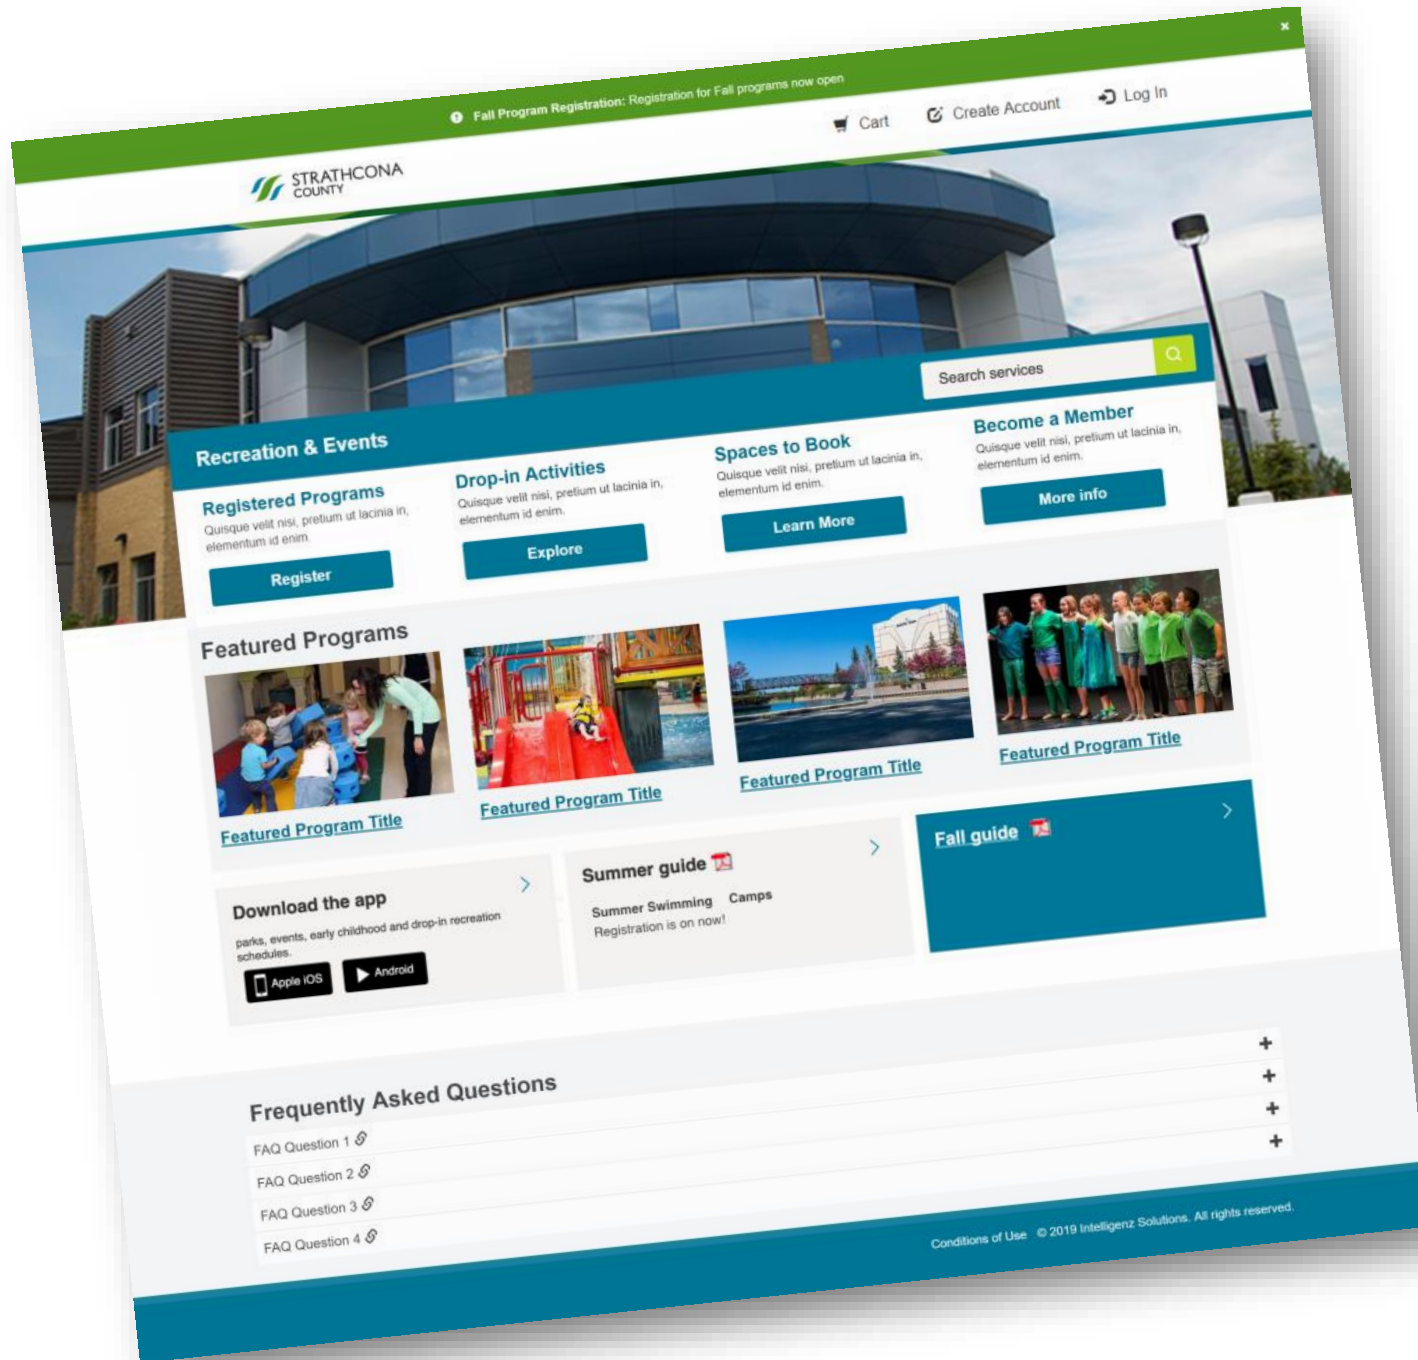 Fall Program Registration: Registration for Fall programs now open
STRATHCONA
COUNTY
Cart
Create Account
Log In
Search services
Recreation & Events
Registered Programs
Quisque velit nisi, pretium ut lacinia in,
elementum id enim.
Register
Drop-in Activities
Quisque velit nisi, pretium ut lacinia in,
elementum id enim.
Explore
Spaces to Book
Quisque velit nisi, pretium ut lacinia in,
elementum id enim.
Learn More
Become a Member
Quisque velit nisi, pretium ut lacinia in,
elementum id enim.
More info
Featured Programs
Featured Program Title
Featured Program Title
Featured Program Title
Featured Program Title
Download the app
parks, events, early childhood and drop-in recreation
schedules.
Apple iOS
Android
Summer guide
Summer Swimming Camps
Registration is on now!
Fall guide
Frequently Asked Questions
FAQ Question 1
FAQ Question 2
FAQ Question 3
FAQ Question 4
Conditions of Use © 2019 Intelligenz Solutions. All rights reserved.